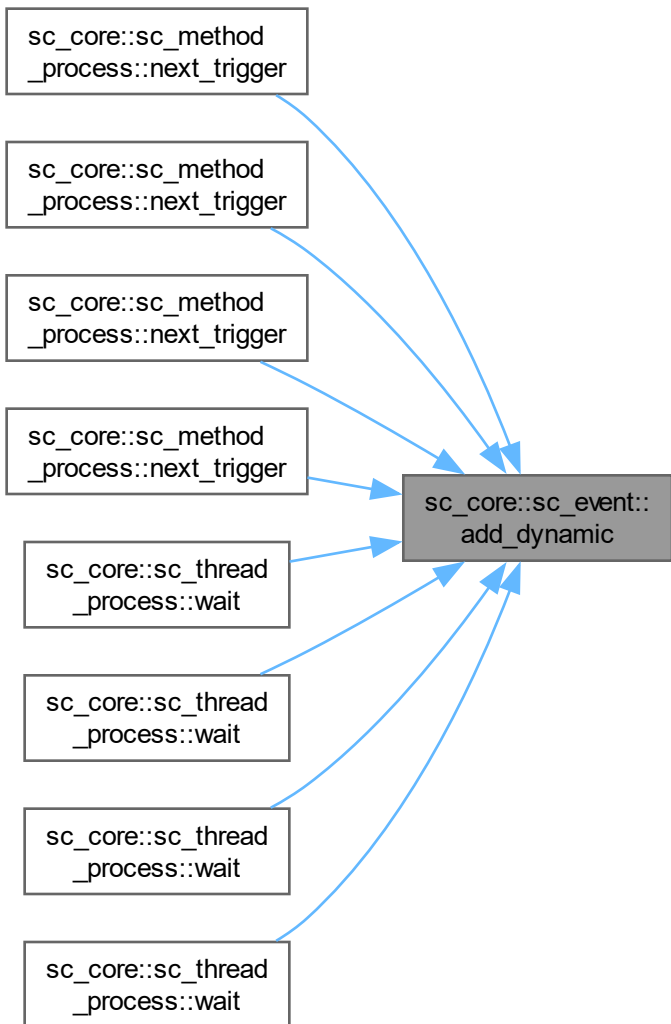 sc_core::sc_method
_process::next_trigger
sc_core::sc_method
_process::next_trigger
sc_core::sc_method
_process::next_trigger
sc_core::sc_method
_process::next_trigger
sc_core::sc_event::
add_dynamic
sc_core::sc_thread
_process::wait
sc_core::sc_thread
_process::wait
sc_core::sc_thread
_process::wait
sc_core::sc_thread
_process::wait